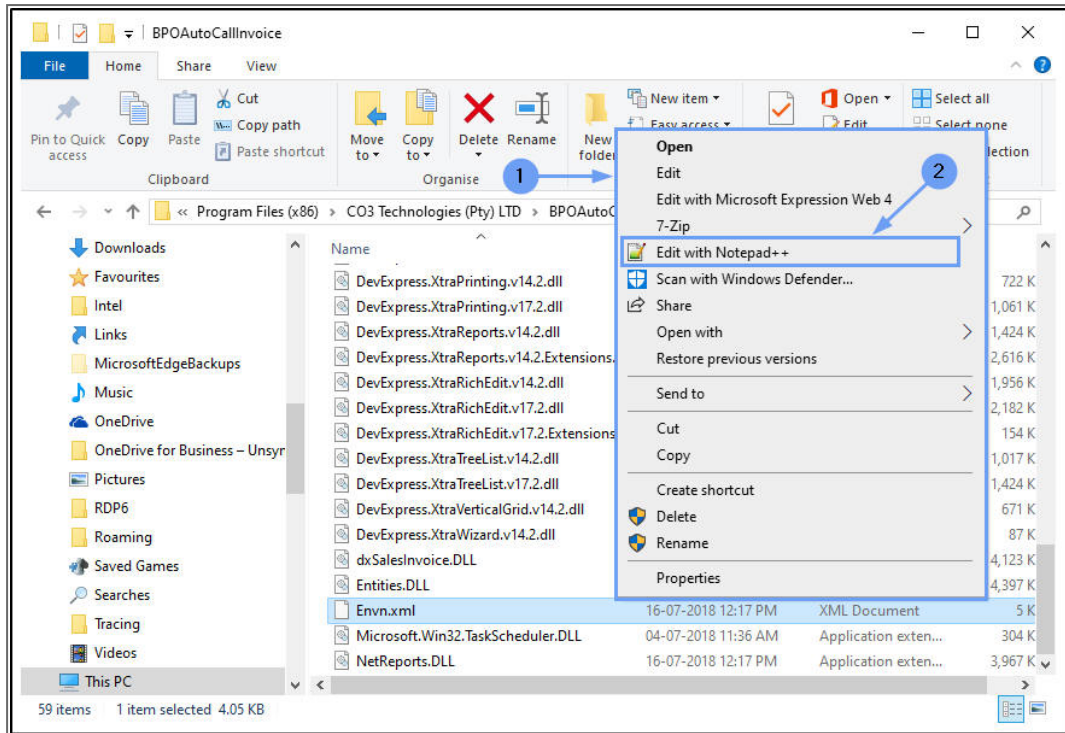 BPOAutoCallInvoice
File Home Share View
Pin to Quick access
Copy
Paste
Cut
Copy path
Paste shortcut
Clipboard
Move to
Copy to
Delete
Rename
Organise
New folder
New item
Easy access
Open
Edit
Select all
Select none
lection
1
2
« Program Files (x86) > CO3 Technologies (Pty) LTD > BPOAutoC
Downloads
Favourites
Intel
Links
MicrosoftEdgeBackups
Music
OneDrive
OneDrive for Business – Unsyr
Pictures
RDP6
Roaming
Saved Games
Searches
Tracing
Videos
This PC
Name
DevExpress.XtraPrinting.v14.2.dll 722 K
DevExpress.XtraPrinting.v17.2.dll 1,061 K
DevExpress.XtraReports.v14.2.dll 1,424 K
DevExpress.XtraReports.v14.2.Extensions. 2,616 K
DevExpress.XtraRichEdit.v14.2.dll 1,956 K
DevExpress.XtraRichEdit.v17.2.dll 2,182 K
DevExpress.XtraRichEdit.v17.2.Extensions 154 K
DevExpress.XtraTreeList.v14.2.dll 1,017 K
DevExpress.XtraTreeList.v17.2.dll 1,424 K
DevExpress.XtraVerticalGrid.v14.2.dll 671 K
DevExpress.XtraWizard.v14.2.dll 87 K
dxSalesInvoice.DLL 4,123 K
Entities.DLL 4,397 K
Envn.xml 16-07-2018 12:17 PM XML Document 5 K
Microsoft.Win32.TaskScheduler.DLL 04-07-2018 11:36 AM Application exten... 304 K
NetReports.DLL 16-07-2018 12:17 PM Application exten... 3,967 K
Open
Edit
Edit with Microsoft Expression Web 4
7-Zip
Edit with Notepad++
Scan with Windows Defender...
Share
Open with
Restore previous versions
Send to
Cut
Copy
Create shortcut
Delete
Rename
Properties
59 items 1 item selected 4.05 KB